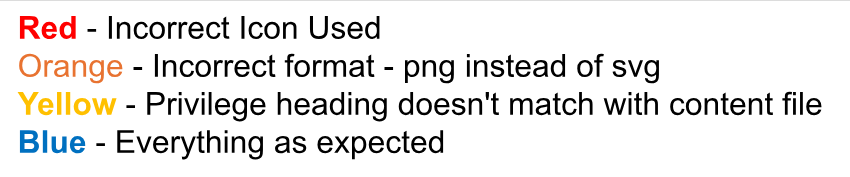 Red - Incorrect Icon Used
Orange - Incorrect format - png instead of svg
Yellow - Privilege heading doesn't match with content file
Blue - Everything as expected